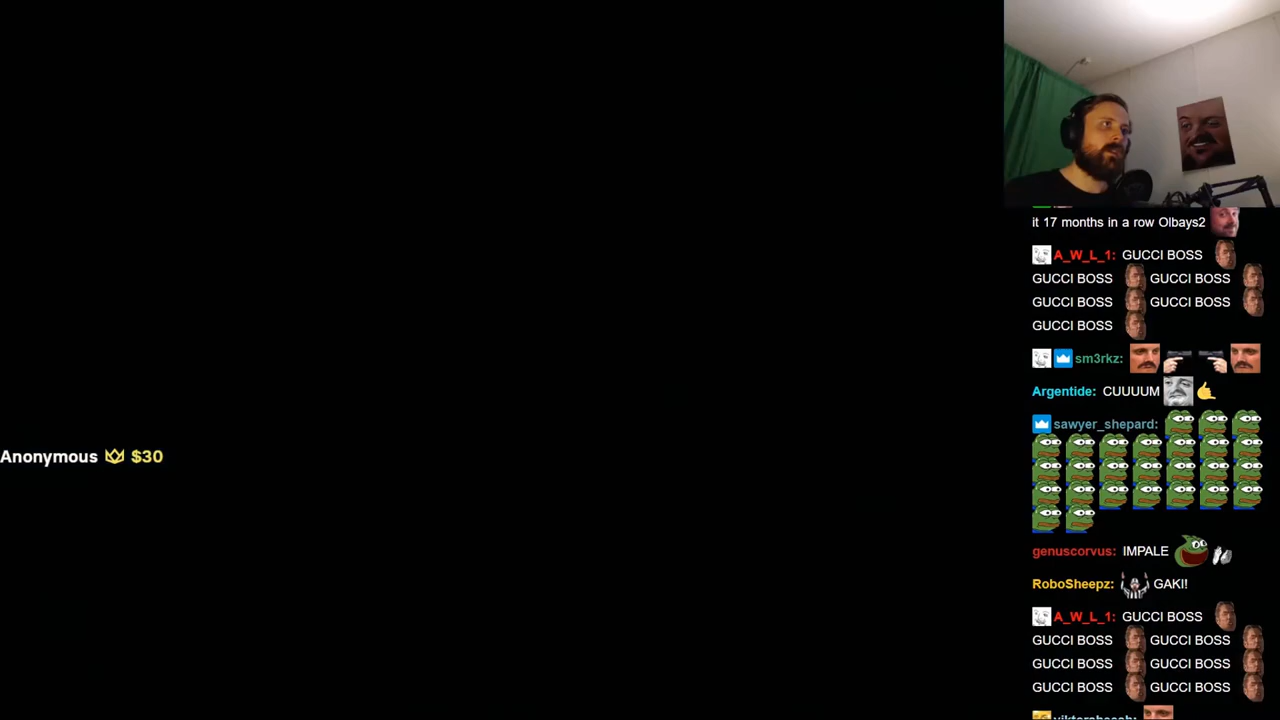 it 17 months in a row Olbays2
A_W_L_1: GUCCI BOSS
GUCCI BOSS GUCCI BOSS
GUCCI BOSS GUCCI BOSS
GUCCI BOSS
sm3rkz:
Argentide: CUUUUM
sawyer_shepard:
Anonymous $30
genuscorvus: IMPALE
RoboSheepz: GAKI!
A_W_L_1: GUCCI BOSS
GUCCI BOSS GUCCI BOSS
GUCCI BOSS GUCCI BOSS
GUCCI BOSS GUCCI BOSS